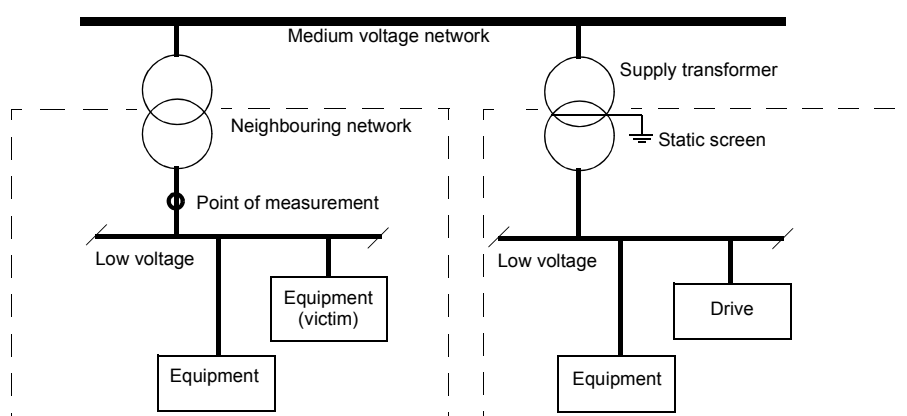 Medium voltage network
Supply transformer
Neighbouring network
Static screen
Point of measurement
Low voltage
Low voltage
Equipment
(victim)
Drive
Equipment
Equipment